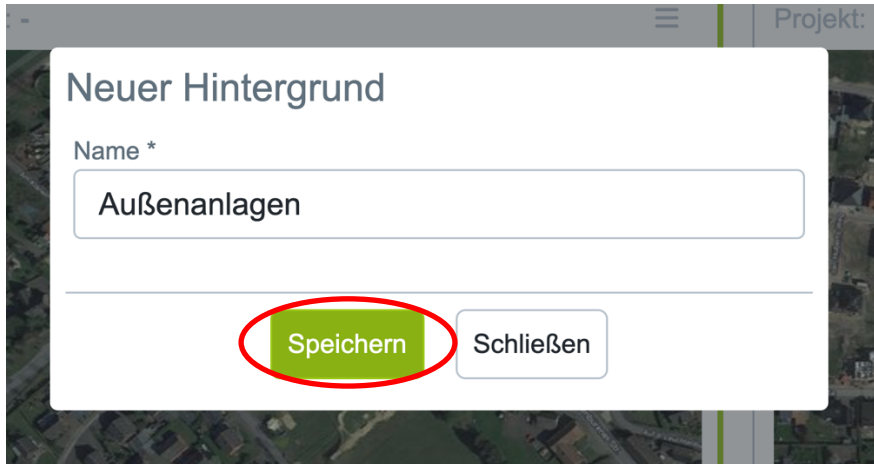 : -
Projekt:
Neuer Hintergrund
Name *
Außenanlagen
Speichern
Schließen